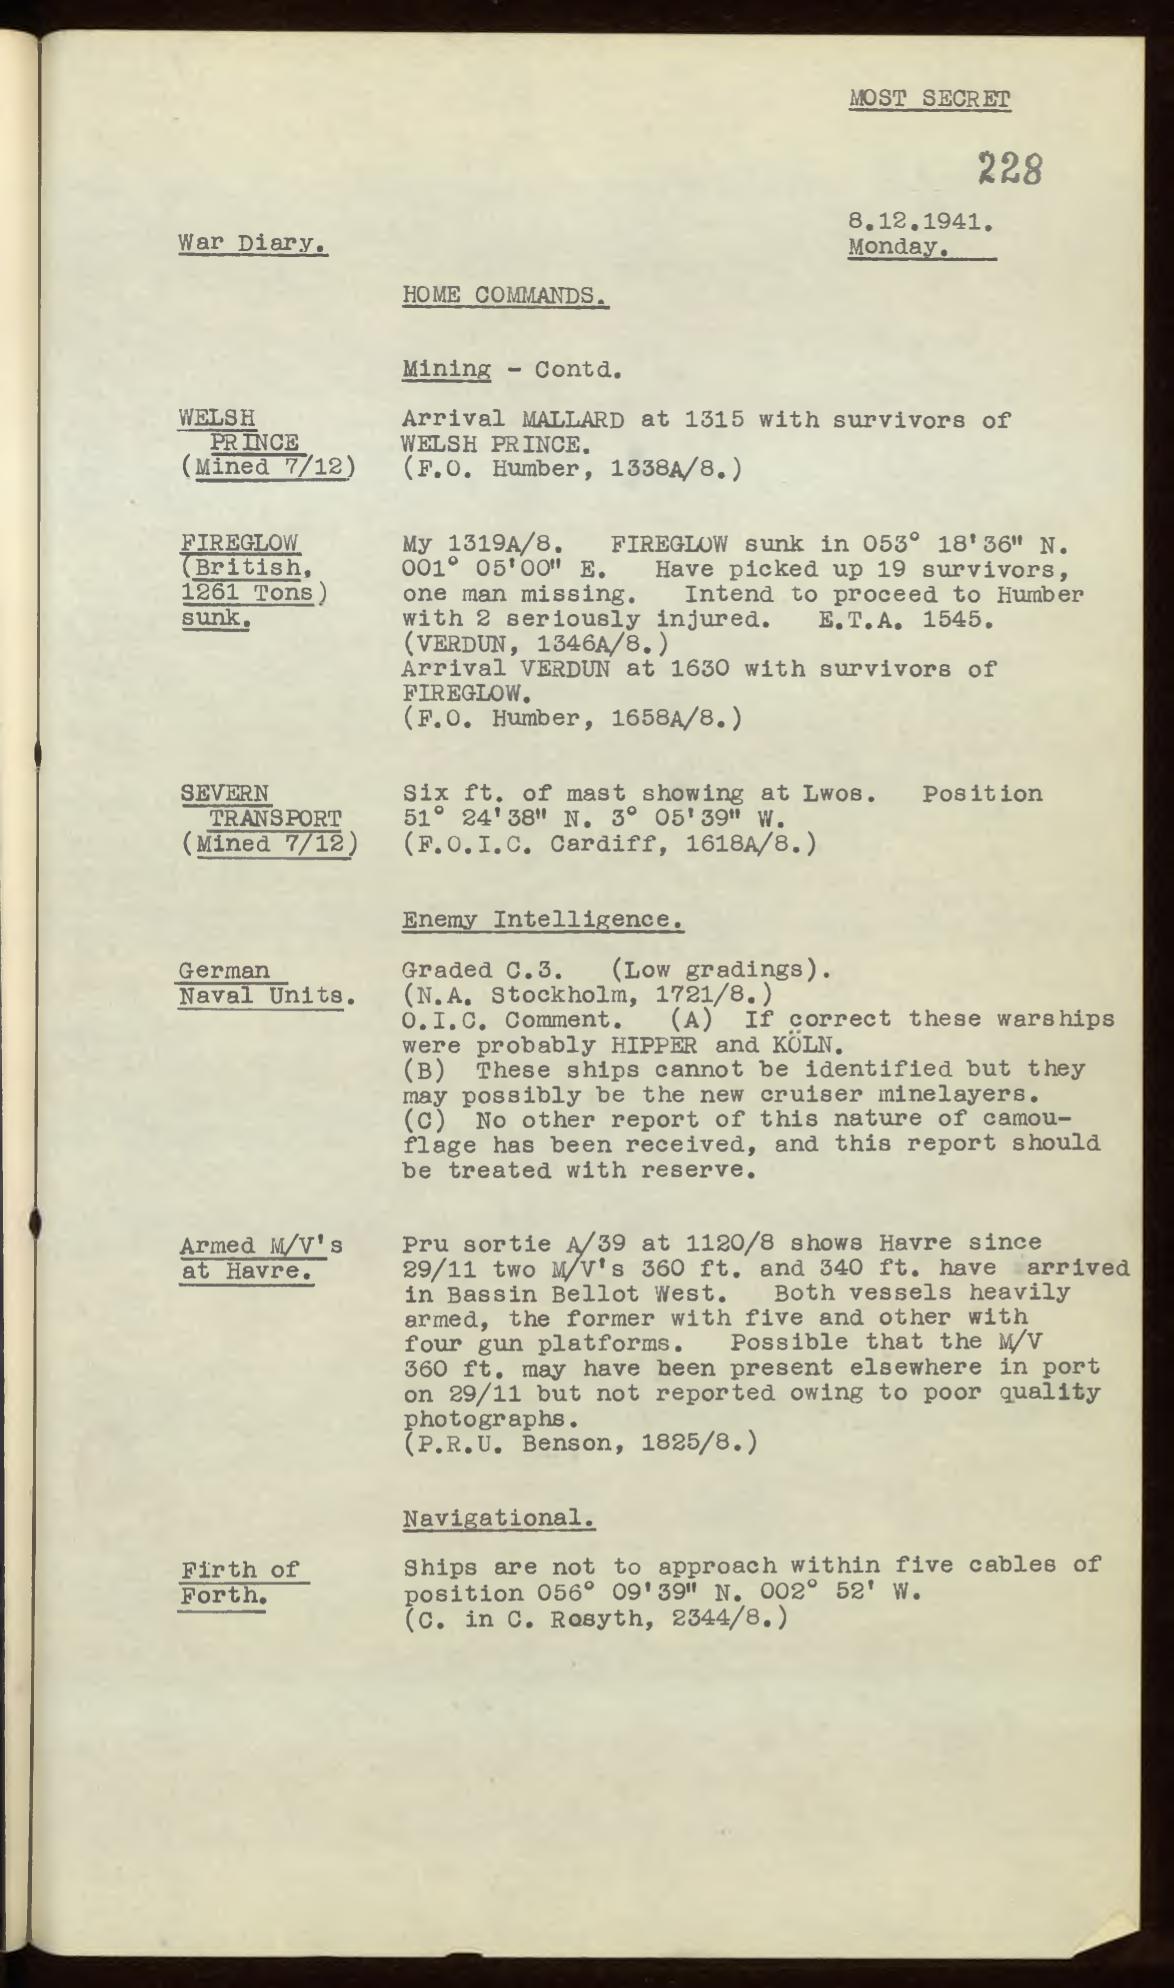 MOST SECRET
228
8.12.1941.
War Diary.
Monday.
HOME COMMANDS.
Mining - Contd.
WELSH
PRINCE
(Mined 7/12)
Arrival MALLARD at 1315 with survivors of
WELSH PRINCE.
(F.O. Humber, 1338A/8.)
FIREGLOW
(British,
1261 Tons)
sunk.
My 1319A/8. FIREGLOW sunk in 053° 18'36" N.
001° 05'00" E. Have picked up 19 survivors,
one man missing. Intend to proceed to Humber
with 2 seriously injured. E.T.A. 1545.
(VERDUN, 1346A/8.)
Arrival VERDUN at 1630 with survivors of
FIREGLOW.
(F.O. Humber, 1658A/8.)
SEVERN
TRANSPORT
(Mined 7/12)
Six ft. of mast showing at Lwos. Position
51° 24'38" N. 3° 05'39" W.
(F.O.I.C. Cardiff, 1618A/8.)
Enemy Intelligence.
German
Naval Units.
Graded C.3. (Low gradings).
(N.A. Stockholm, 1721/8.)
O.I.C. Comment. (A) If correct these warships
were probably HIPPER and KÖLN.
(B) These ships cannot be identified but they
may possibly be the new cruiser minelayers.
(C) No other report of this nature of camou-
flage has been received, and this report should
be treated with reserve.
Armed M/V's
at Havre.
Pru sortie A/39 at 1120/8 shows Havre since
29/11 two M/V's 360 ft. and 340 ft. have arrived
in Bassin Bellot West. Both vessels heavily
armed, the former with five and other with
four gun platforms. Possible that the M/V
360 ft. may have been present elsewhere in port
on 29/11 but not reported owing to poor quality
photographs.
(P.R.U. Benson, 1825/8.)
Navigational.
Firth of
Forth.
Ships are not to approach within five cables of
position 056° 09'39" N. 002° 52' W.
(C. in C. Rosyth, 2344/8.)